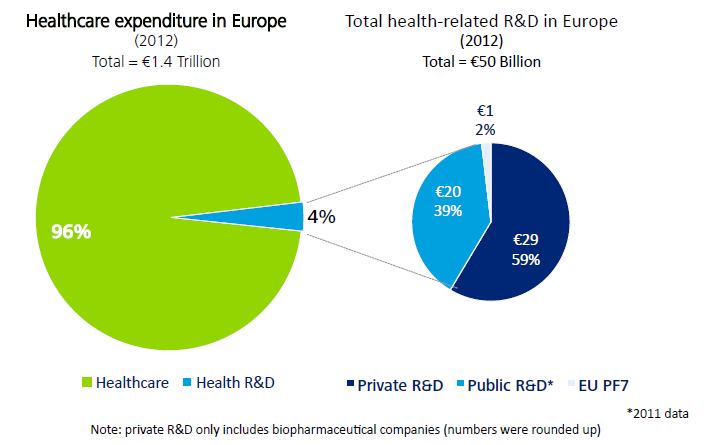 Healthcare expenditure in Europe
(2012)
Total = €1.4 Trillion
Total health-related R&D in Europe
(2012)
Total = €50 Billion
96%
4%
€1
2%
€20
39%
€29
59%
Healthcare Health R&D
Private R&D Public R&D* EU PF7
*2011 data
Note: private R&D only includes biopharmaceutical companies (numbers were rounded up)